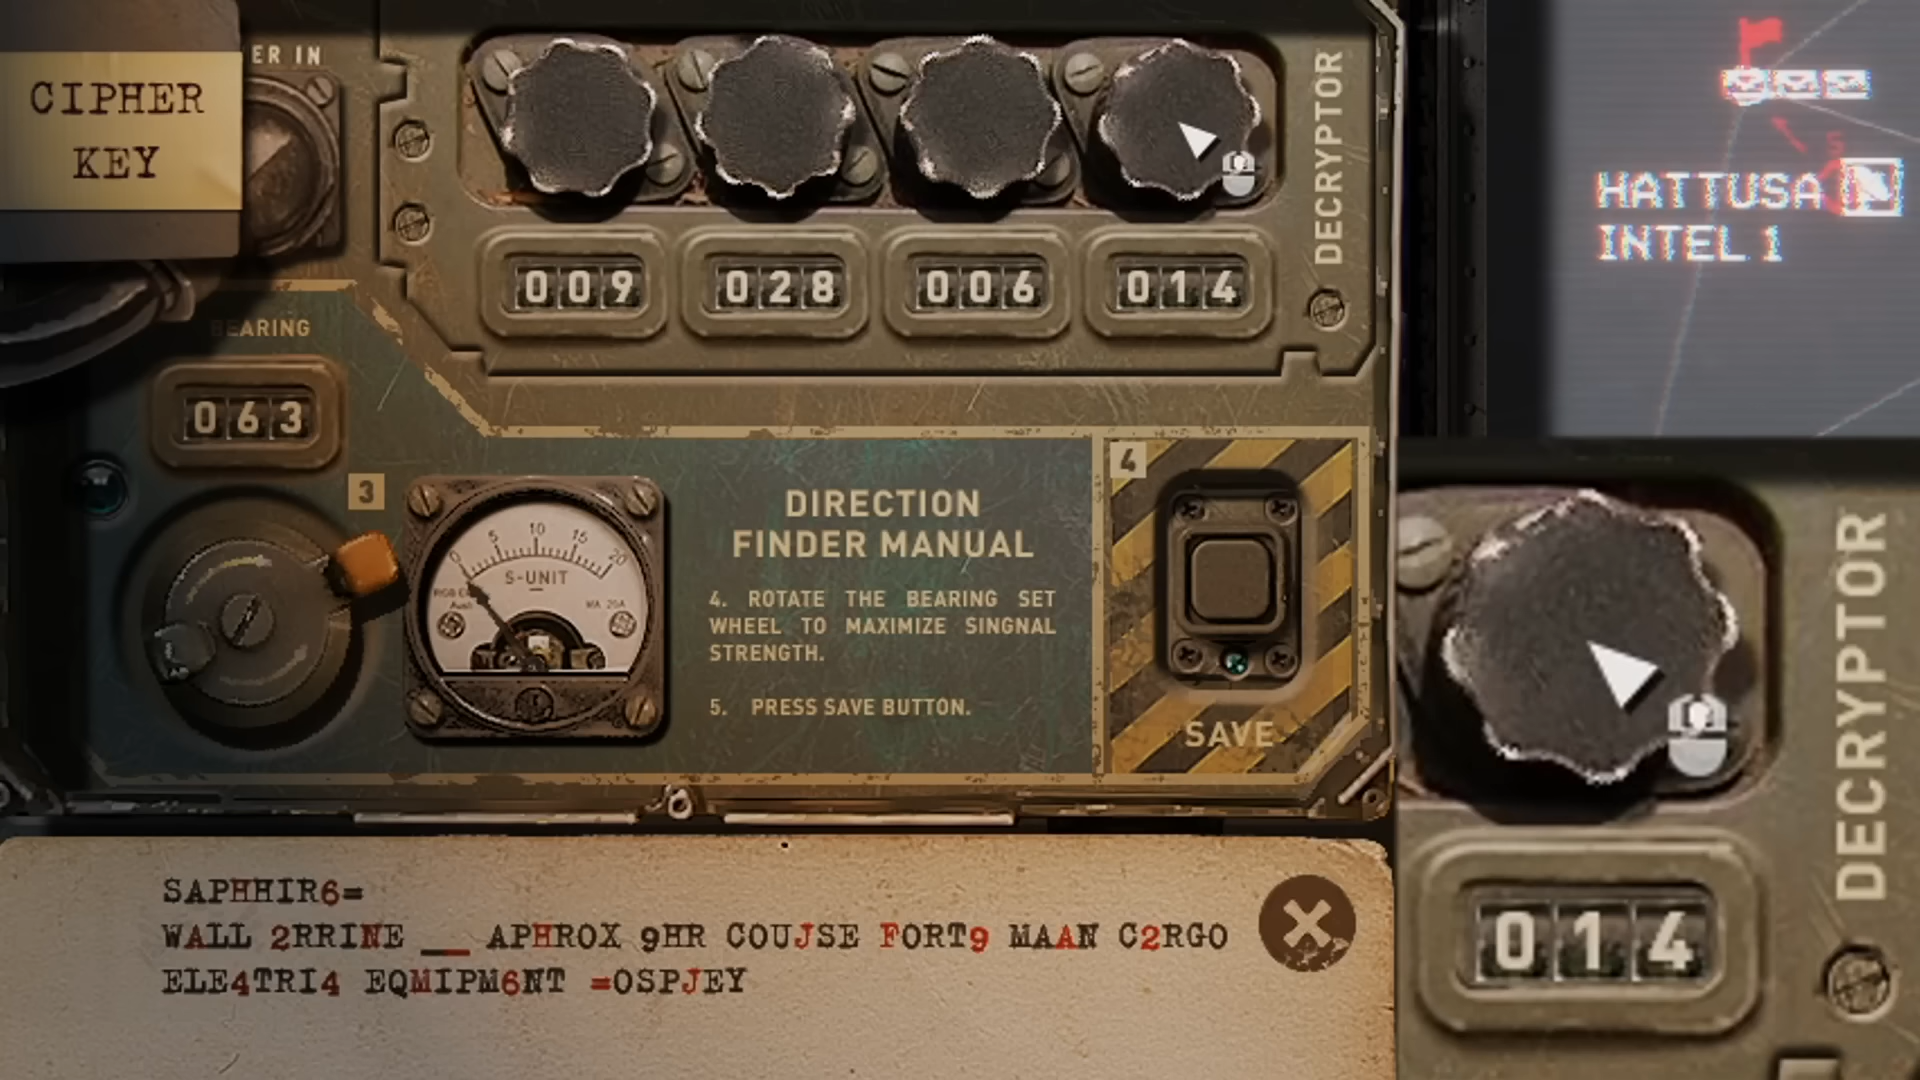 CIPHER
KEY
ER IN
009
028
006
014
DECRYPTOR
HATTUSA
INTEL 1
BEARING
063
3
0 5 10 15 20
S-UNIT
DIRECTION
FINDER MANUAL
4. ROTATE THE BEARING SET
WHEEL TO MAXIMIZE SINGNAL
STRENGTH.
5. PRESS SAVE BUTTON.
4
SAVE
DECRYPTOR
014
SAPHHIR6=
WALL 2RRINE __ APHROX 9HR COUJSE FORT9 MAAN C2RGO
ELE4TRI4 EQMIPM6NT =OSPJEY